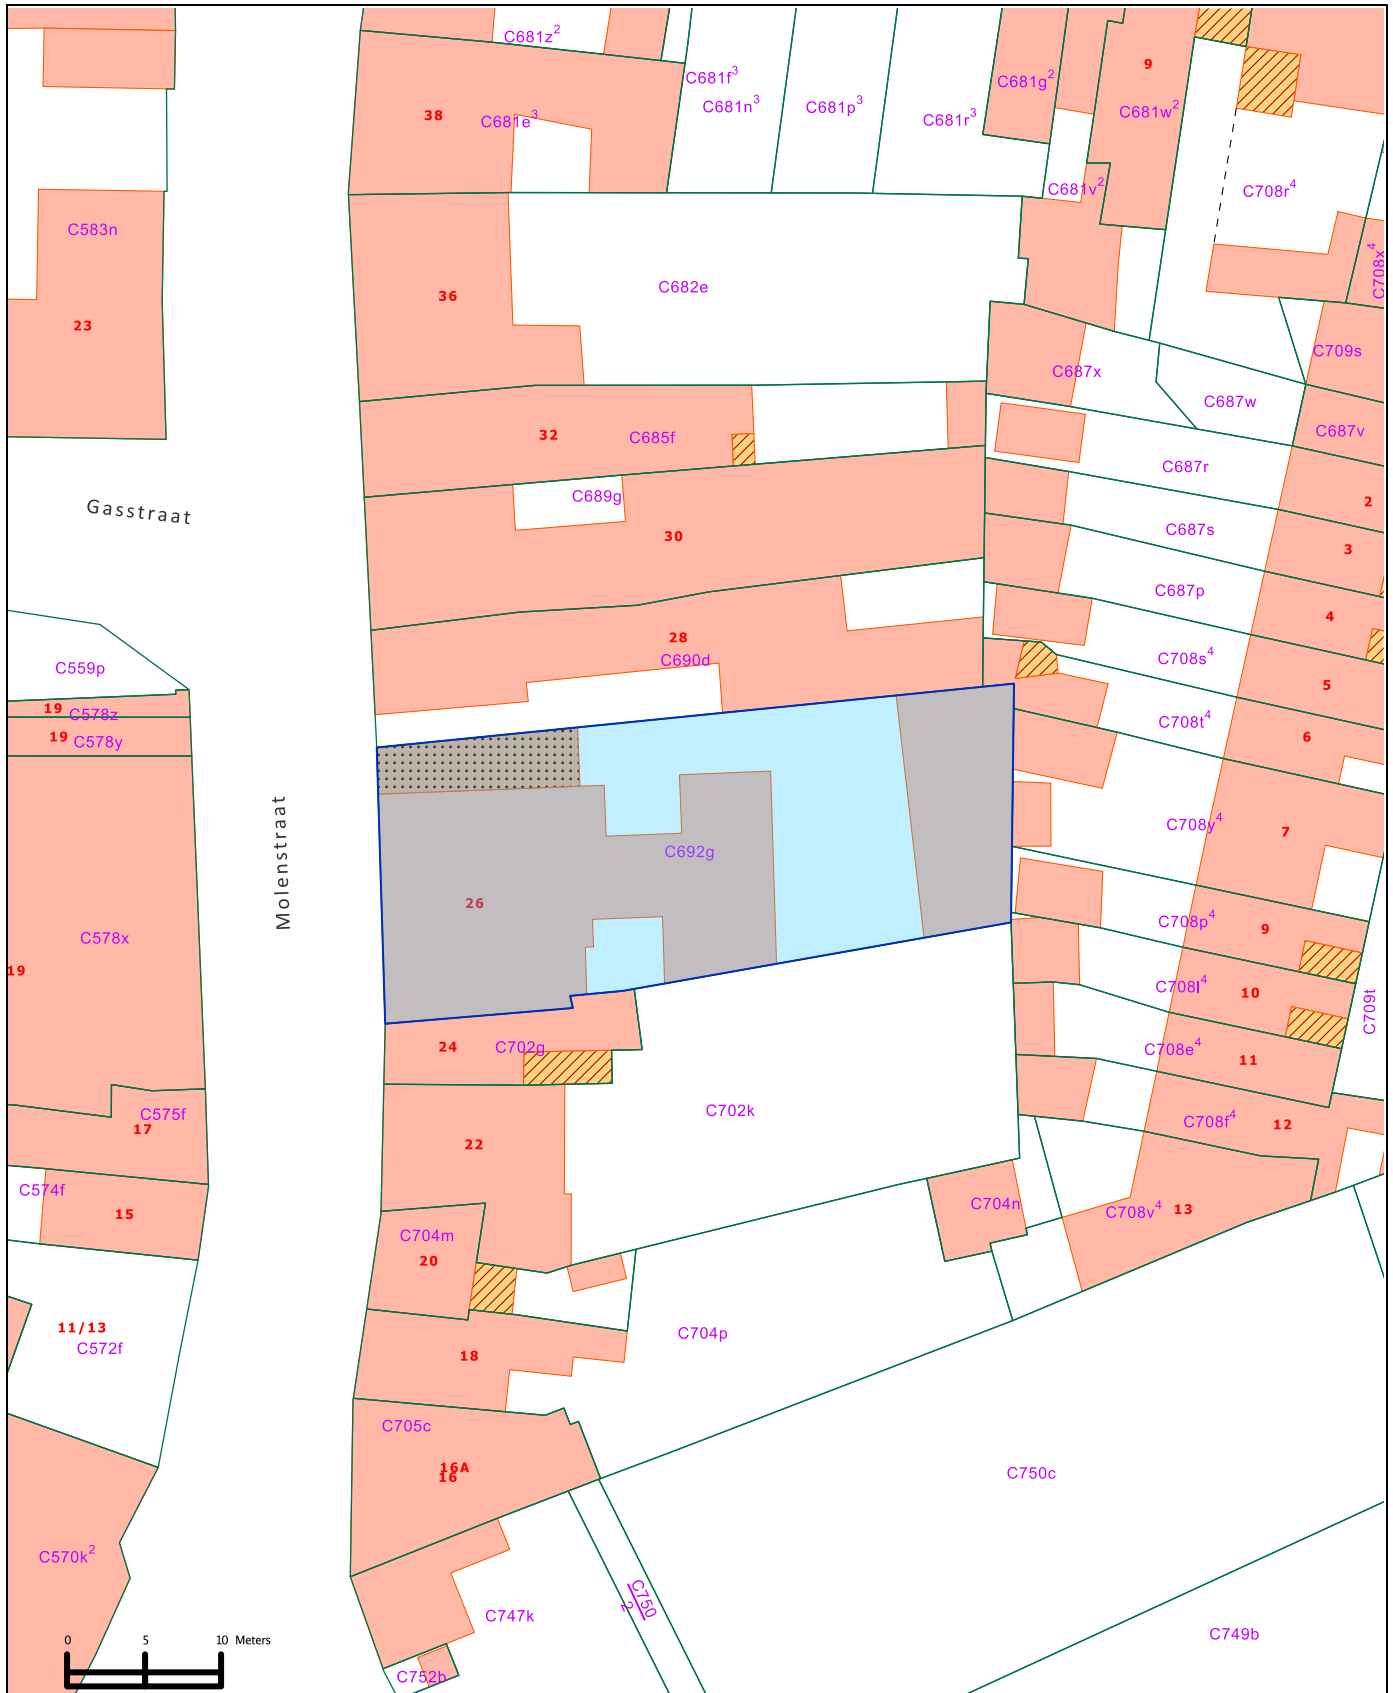 C681z²
C681f³
C681n³
C681p³
C681r³
C681g²
9
C681w²
38
C681e³
C681v²
C708r⁴
C708x⁴
C583n
23
36
C682e
C709s
C687x
C687w
C687v
32
C685f
C687r
C689g
2
Gasstraat
30
C687s
3
C687p
4
28
C690d
C708s⁴
5
C559p
19
C578z
19
C578y
C708t⁴
6
Molenstraat
C692g
C708y⁴
7
26
C708p⁴
9
C578x
19
C708l⁴
10
C709t
24
C702g
C708e⁴
11
C575f
17
C702k
C708f⁴
12
22
C574f
15
C704n
C708v⁴
13
C704m
20
11/13
C572f
C704p
18
C705c
16A
16
C750c
C570k²
C750
2
C747k
C749b
0 5 10 Meters
C752b